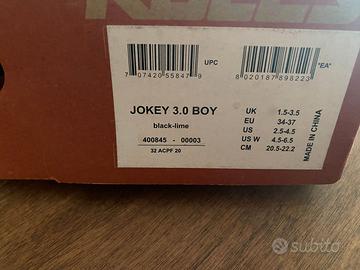 UPC
"EA"
7 07420 55847 9
8 020187 898223
JOKEY 3.0 BOY
black-lime
400845 - 00003
32 ACPF 20
UK 1.5-3.5
EU 34-37
US 2.5-4.5
US W 4.5-6.5
CM 20.5-22.2
MADE IN CHINA
subito